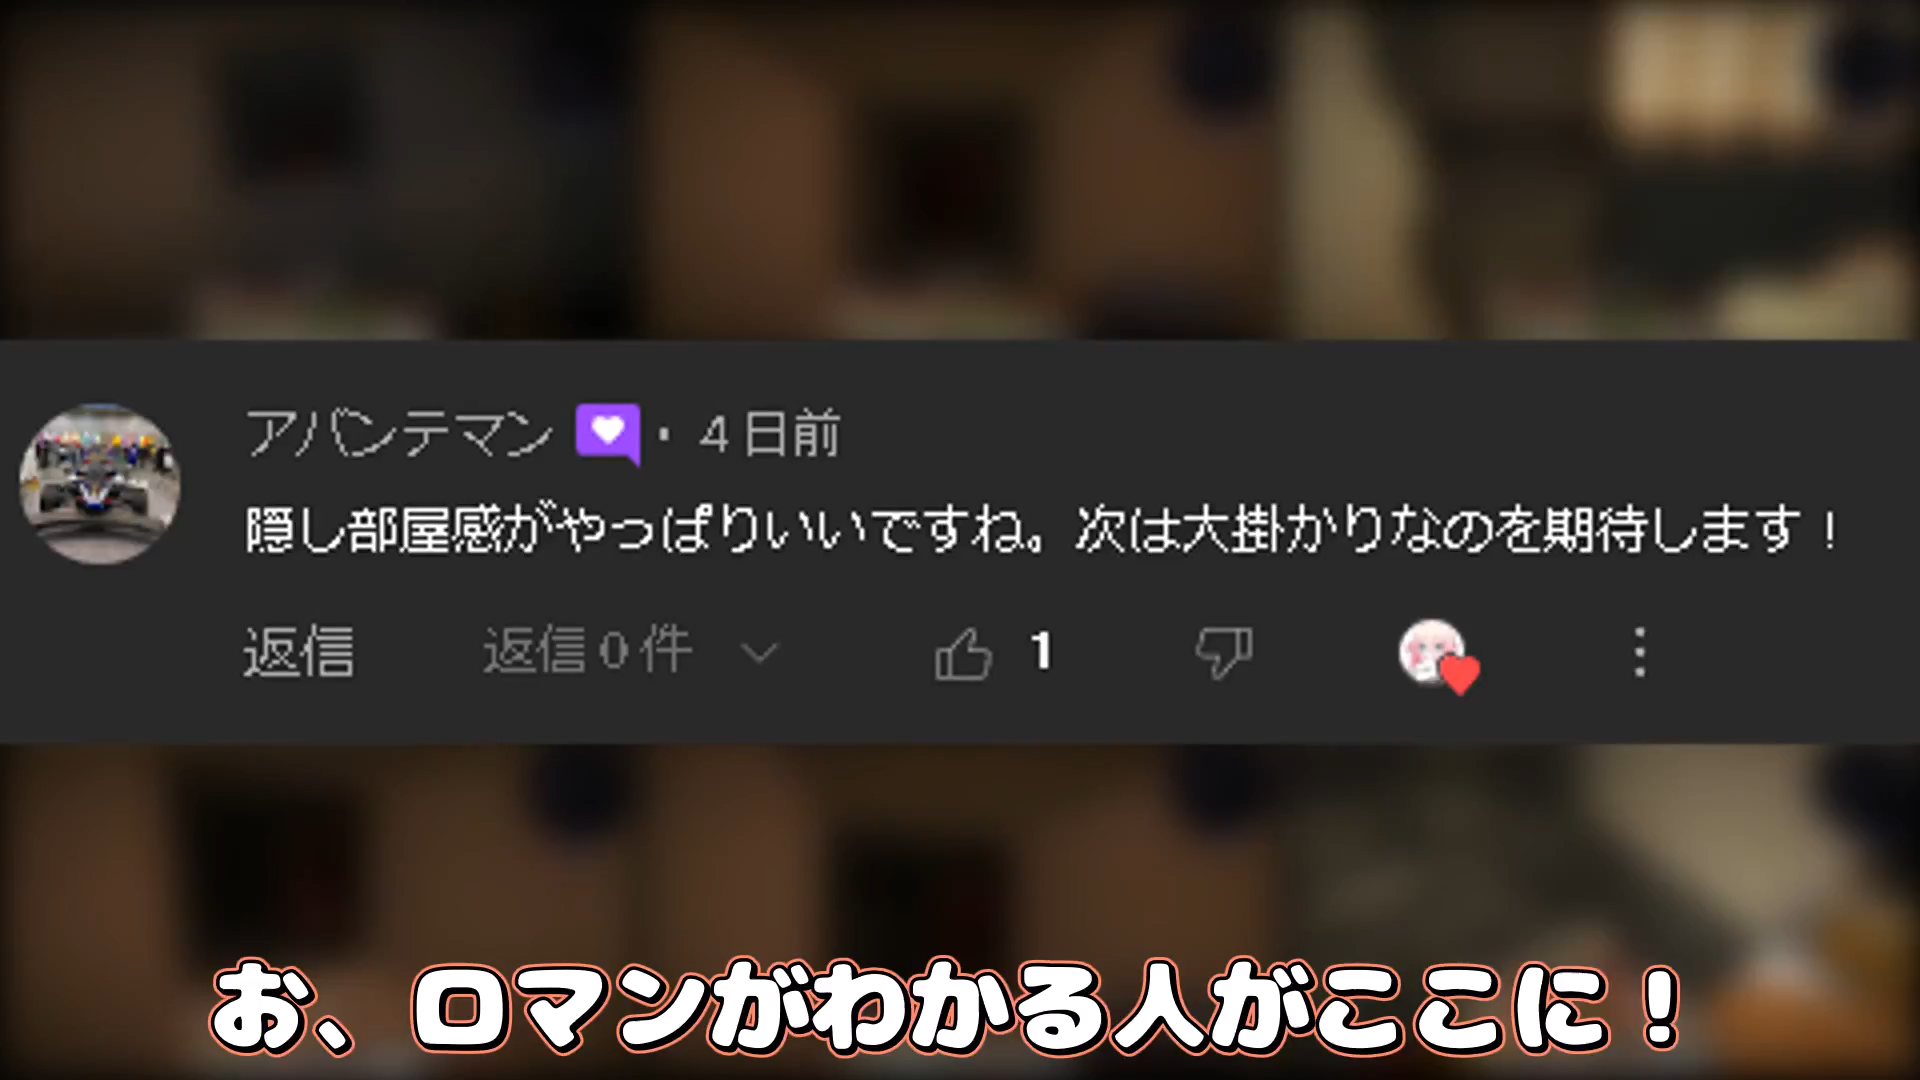 アバンテマン・4日前
隠し部屋感がやっぱりいいですね。次は大掛かりなのを期待します！
返信 返信0件 1
お、ロマンがわかる人がここに！